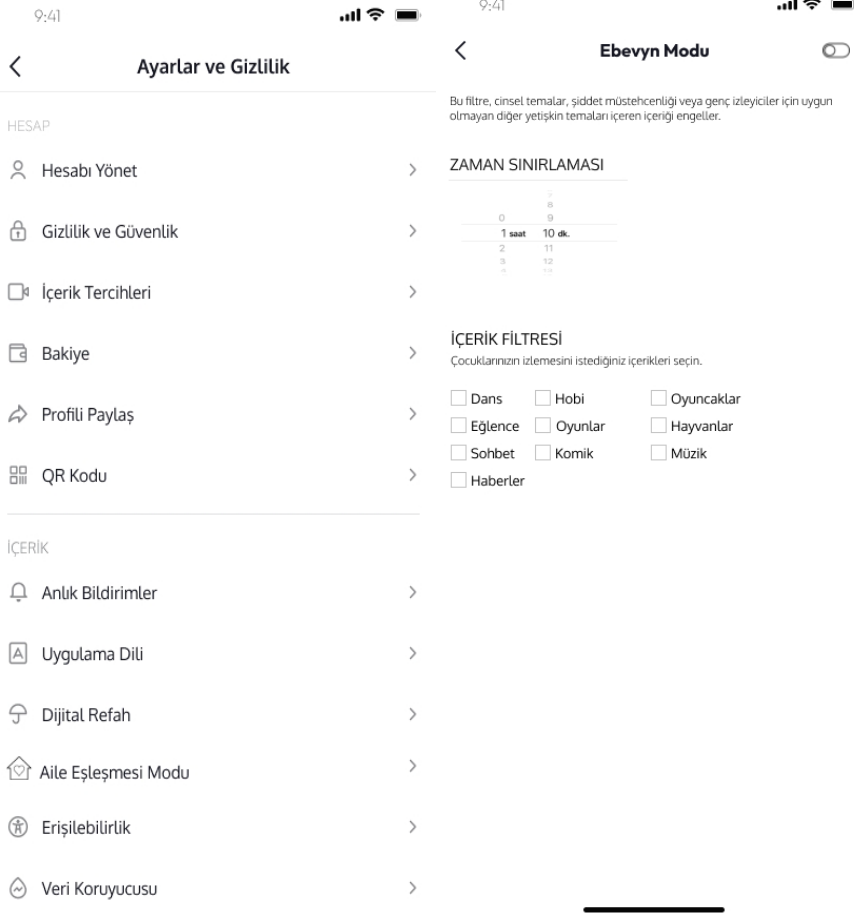 9:41
Ayarlar ve Gizlilik
HESAP
Hesabı Yönet
Gizlilik ve Güvenlik
İçerik Tercihleri
Bakiye
Profili Paylaş
QR Kodu
İÇERİK
Anlık Bildirimler
Uygulama Dili
Dijital Refah
Aile Eşleşmesi Modu
Erişilebilirlik
Veri Koruyucusu
9:41
Ebevyn Modu
Bu filtre, cinsel temalar, şiddet müstehcenliği veya genç izleyiciler için uygun
olmayan diğer yetişkin temaları içeren içeriği engeller.
ZAMAN SINIRLAMASI
8
0 9
1 saat 10 dk.
2 11
3 12
İÇERİK FİLTRESİ
Çocuklarınızın izlemesini istediğiniz içerikleri seçin.
Dans Hobi Oyuncaklar
Eğlence Oyunlar Hayvanlar
Sohbet Komik Müzik
Haberler